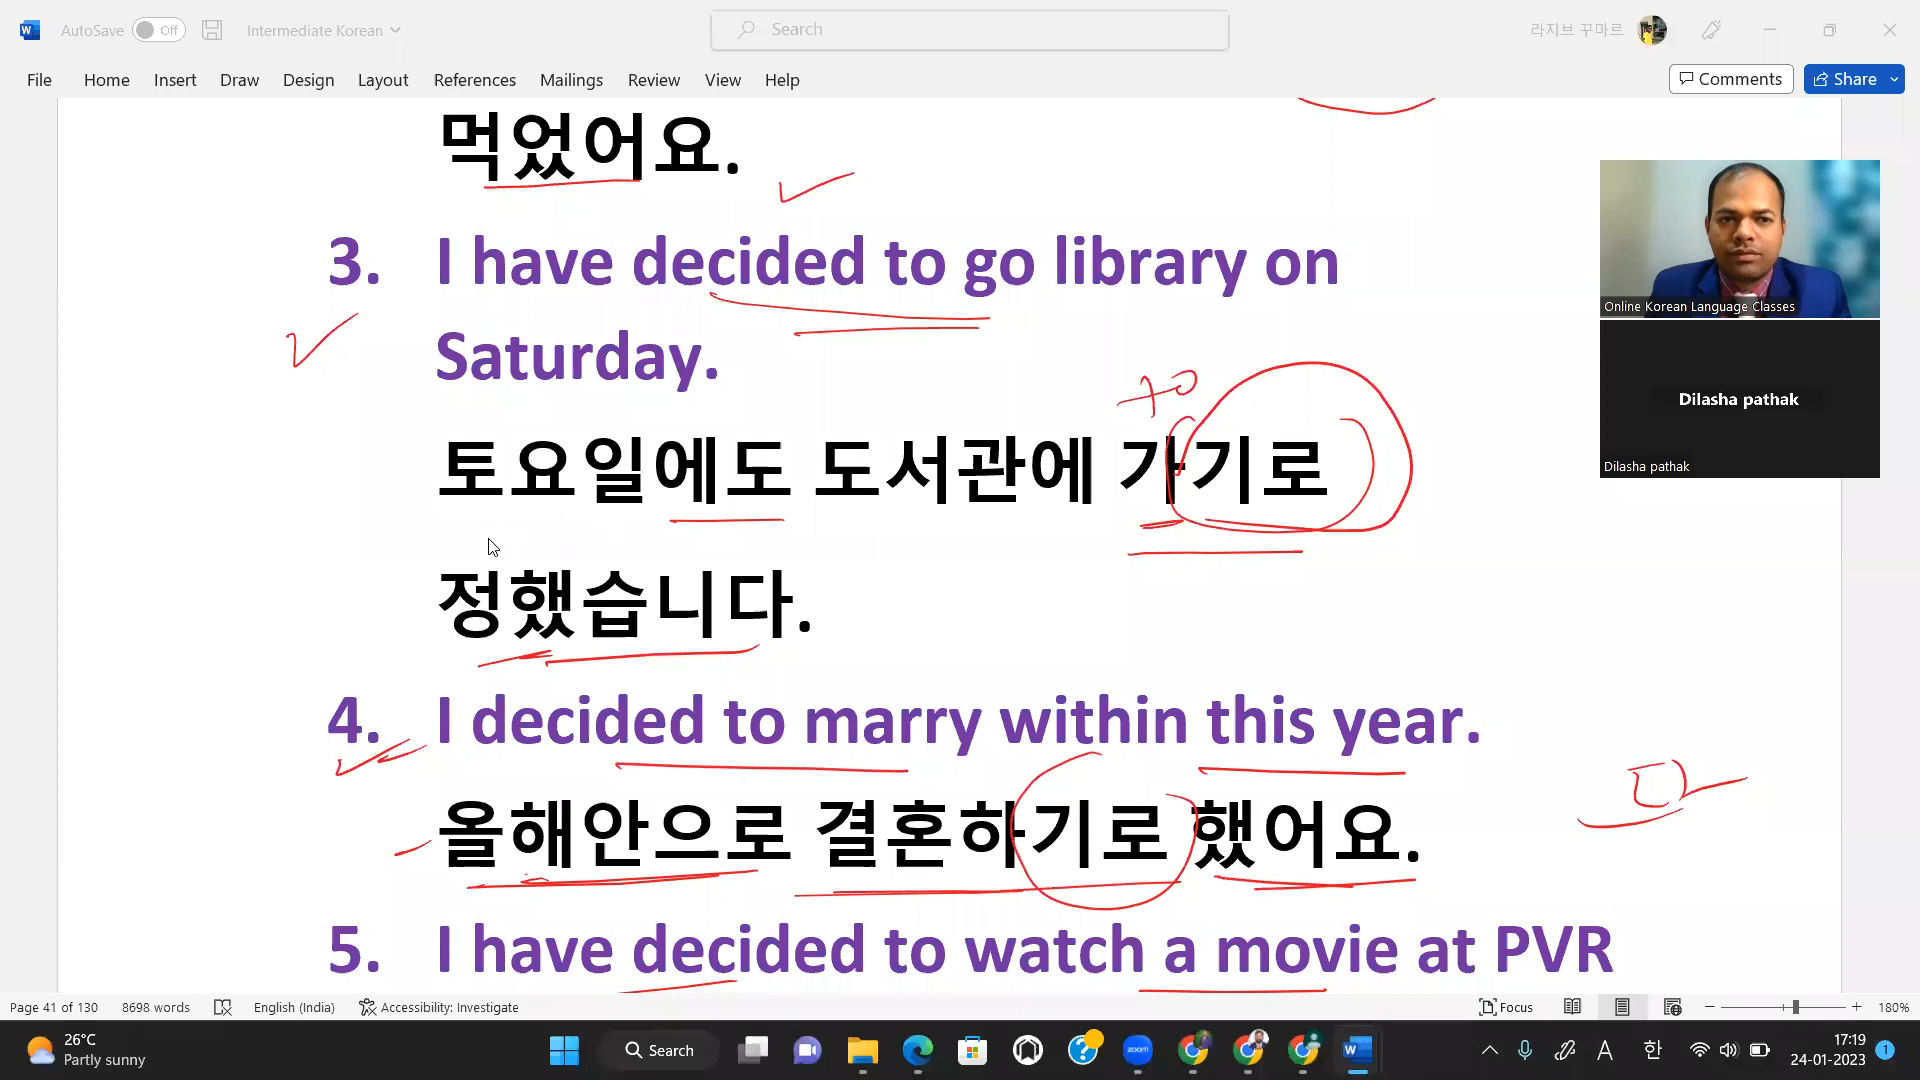 AutoSave Off Intermediate Korean Search 라지브 꾸마르
File Home Insert Draw Design Layout References Mailings Review View Help Comments Share
먹었어요.
3. I have decided to go library on
Saturday.
to
토요일에도 도서관에 가기로
정했습니다.
4. I decided to marry within this year.
올해안으로 결혼하기로 했어요.
5. I have decided to watch a movie at PVR
Online Korean Language Classes
Dilasha pathak
Dilasha pathak
Page 41 of 130 8698 words English (India) Accessibility: Investigate Focus 180%
26°C
Partly sunny
Search
zoom
A 한
17:19
24-01-2023
1